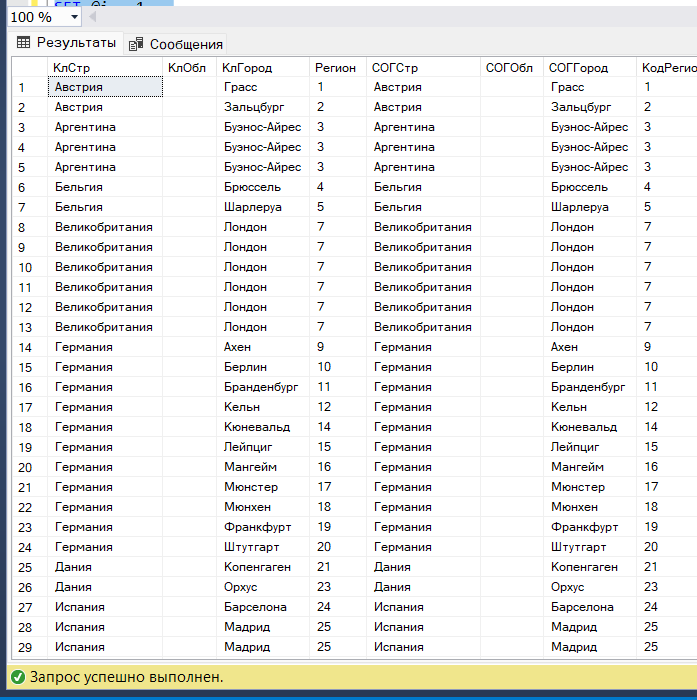 100 %
Результаты Сообщения
КлСтр КлОбл КлГород Регион СОГСтр СОГОбл СОГГород КодРегио
1 Австрия Грасс 1 Австрия Грасс 1
2 Австрия Зальцбург 2 Австрия Зальцбург 2
3 Аргентина Буэнос-Айрес 3 Аргентина Буэнос-Айрес 3
4 Аргентина Буэнос-Айрес 3 Аргентина Буэнос-Айрес 3
5 Аргентина Буэнос-Айрес 3 Аргентина Буэнос-Айрес 3
6 Бельгия Брюссель 4 Бельгия Брюссель 4
7 Бельгия Шарлеруа 5 Бельгия Шарлеруа 5
8 Великобритания Лондон 7 Великобритания Лондон 7
9 Великобритания Лондон 7 Великобритания Лондон 7
10 Великобритания Лондон 7 Великобритания Лондон 7
11 Великобритания Лондон 7 Великобритания Лондон 7
12 Великобритания Лондон 7 Великобритания Лондон 7
13 Великобритания Лондон 7 Великобритания Лондон 7
14 Германия Ахен 9 Германия Ахен 9
15 Германия Берлин 10 Германия Берлин 10
16 Германия Бранденбург 11 Германия Бранденбург 11
17 Германия Кельн 12 Германия Кельн 12
18 Германия Кюневальд 14 Германия Кюневальд 14
19 Германия Лейпциг 15 Германия Лейпциг 15
20 Германия Мангейм 16 Германия Мангейм 16
21 Германия Мюнстер 17 Германия Мюнстер 17
22 Германия Мюнхен 18 Германия Мюнхен 18
23 Германия Франкфурт 19 Германия Франкфурт 19
24 Германия Штутгарт 20 Германия Штутгарт 20
25 Дания Копенгаген 21 Дания Копенгаген 21
26 Дания Орхус 23 Дания Орхус 23
27 Испания Барселона 24 Испания Барселона 24
28 Испания Мадрид 25 Испания Мадрид 25
29 Испания Мадрид 25 Испания Мадрид 25
Запрос успешно выполнен.